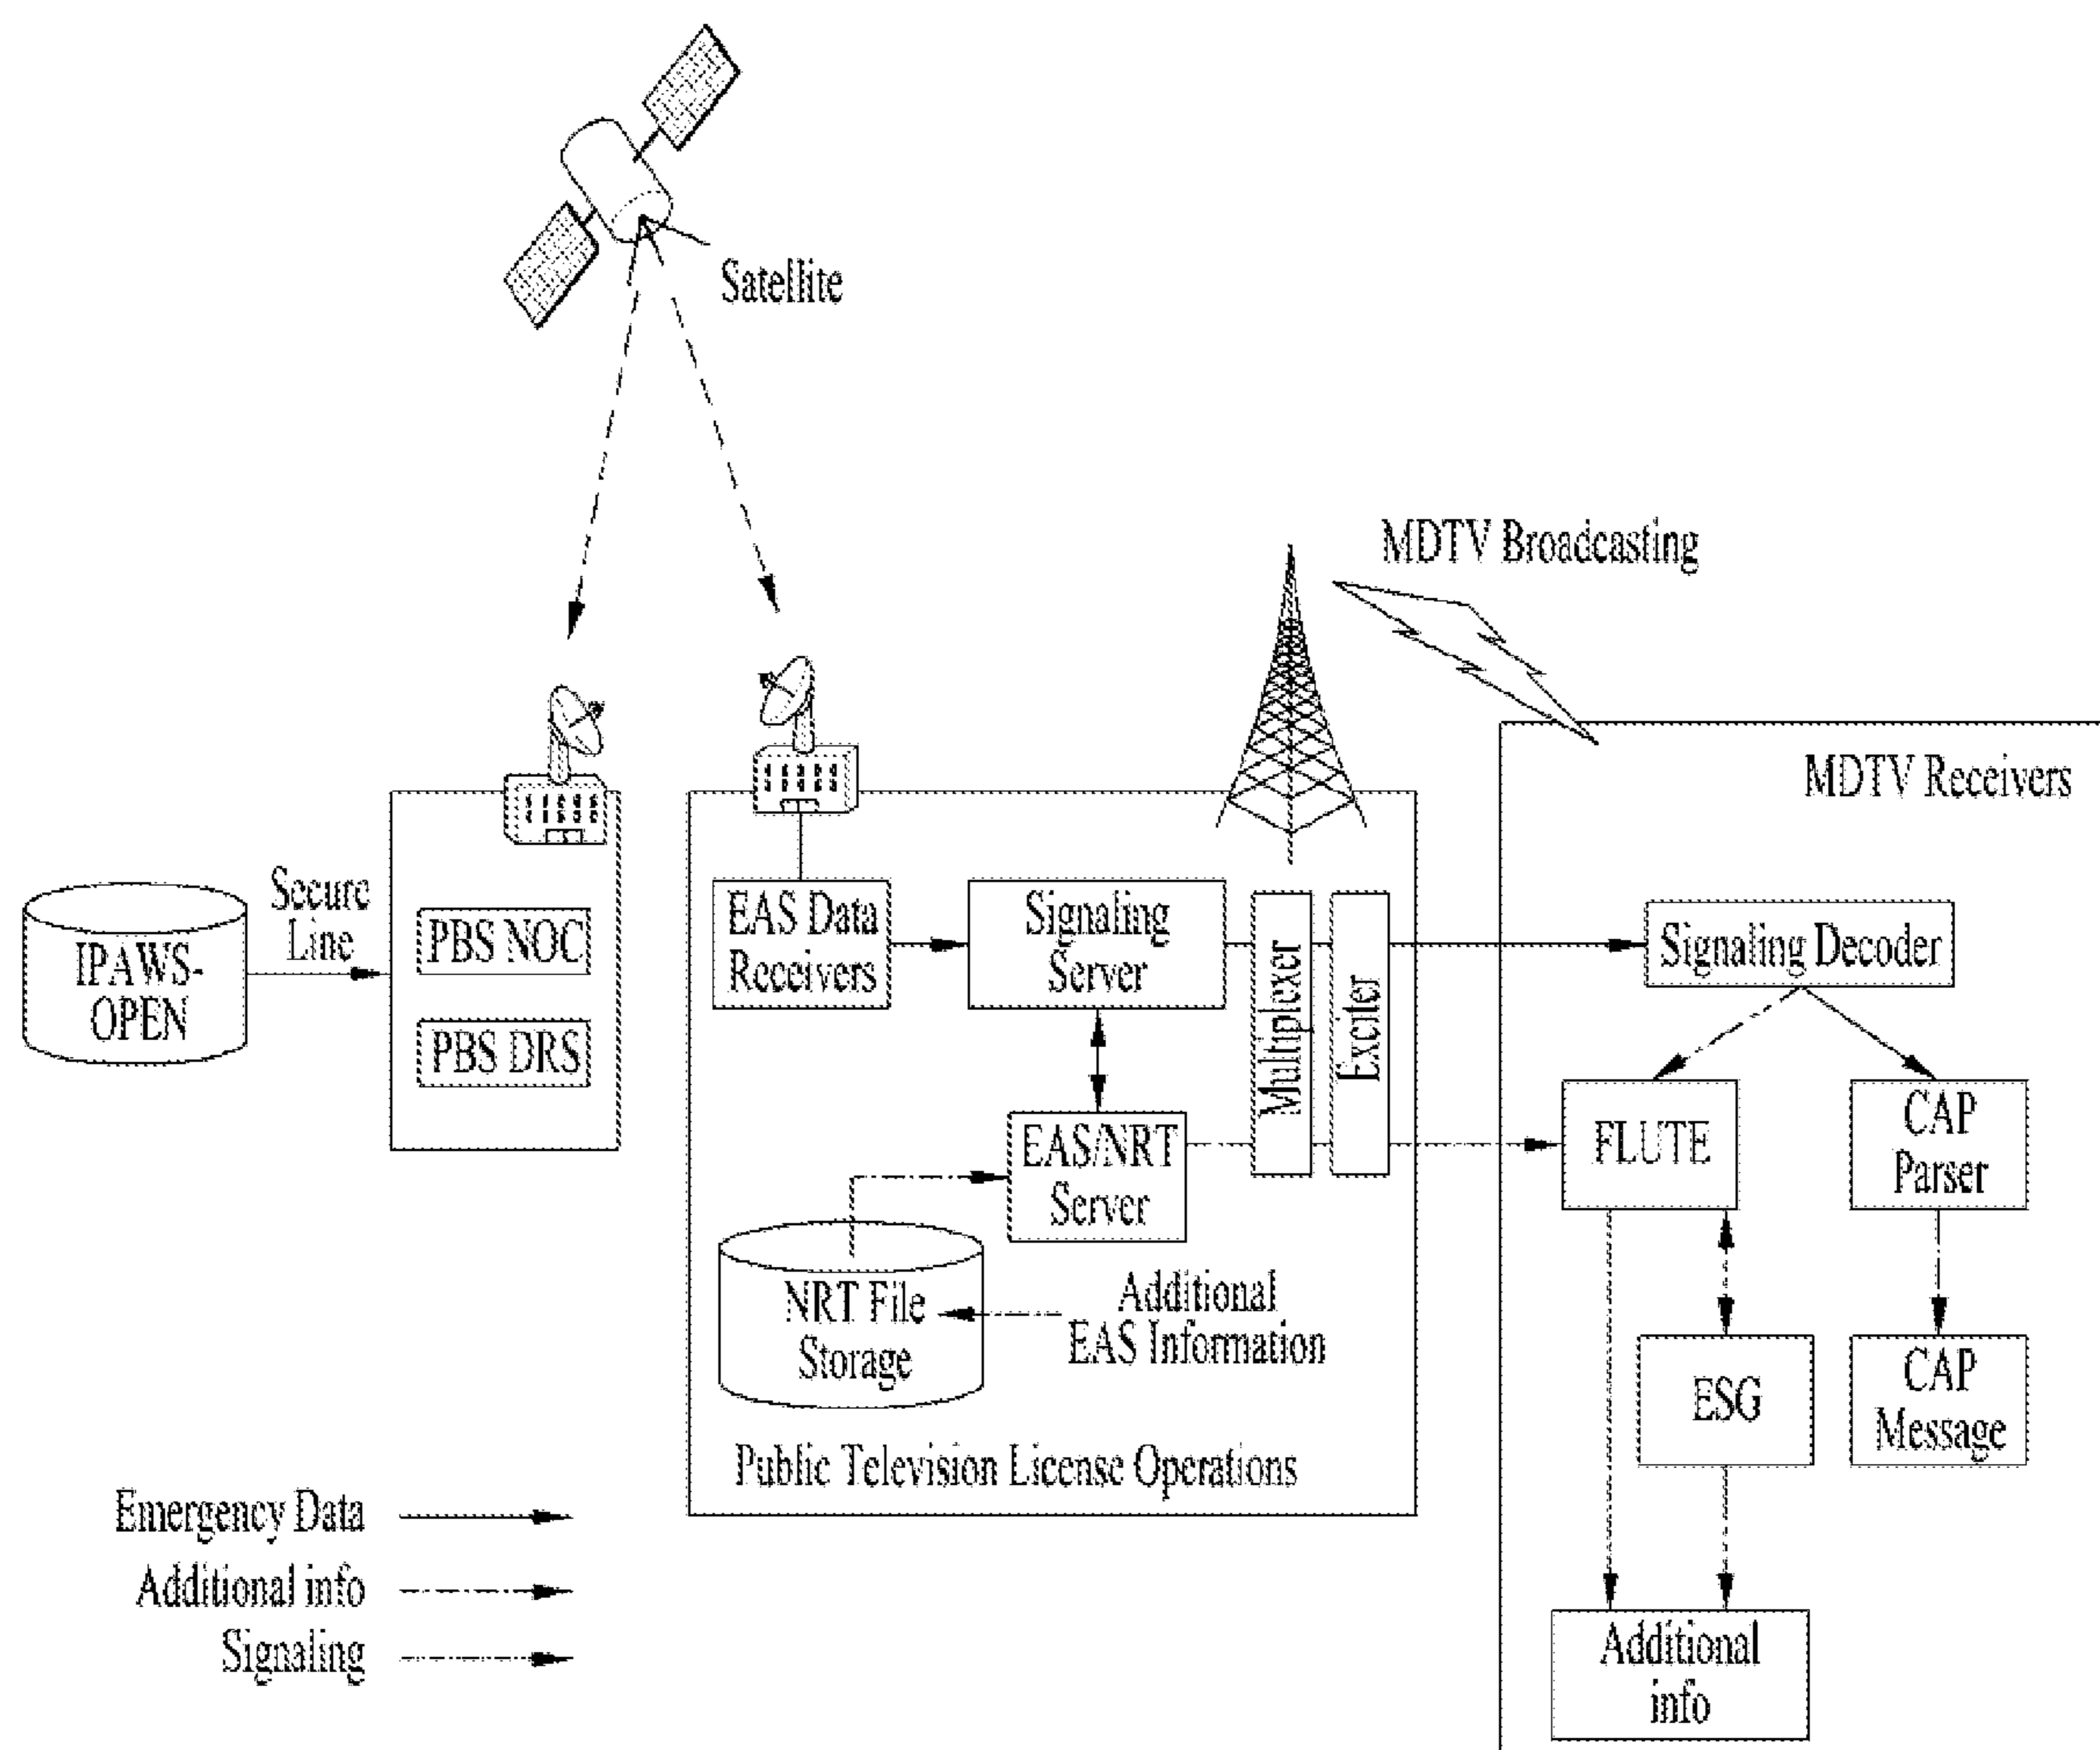 Satellite
MDTV Broadcasting
MDTV Receivers
Secure
Line
IPAWS-
OPEN
PBS NOC
PBS DRS
EAS Data
Receivers
Signaling
Server
Multiplexer
Exciter
Signaling Decoder
EAS/NRT
Server
FLUTE
CAP
Parser
NRT File
Storage
Additional
EAS Information
ESG
CAP
Message
Public Television License Operations
Emergency Data
Additional info
Signaling
Additional
info